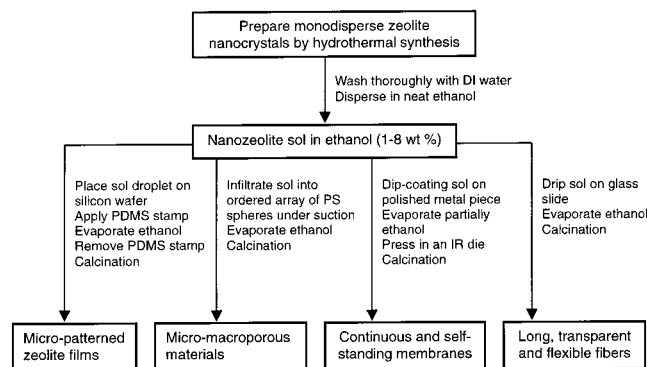 Prepare monodisperse zeolite
nanocrystals by hydrothermal synthesis
Wash thoroughly with DI water
Disperse in neat ethanol
Nanozeolite sol in ethanol (1-8 wt %)
Place sol droplet on
silicon wafer
Apply PDMS stamp
Evaporate ethanol
Remove PDMS stamp
Calcination
Infiltrate sol into
ordered array of PS
spheres under suction
Evaporate ethanol
Calcination
Dip-coating sol on
polished metal piece
Evaporate partially
ethanol
Press in an IR die
Calcination
Drip sol on glass
slide
Evaporate ethanol
Calcination
Micro-patterned
zeolite films
Micro-macroporous
materials
Continuous and self-
standing membranes
Long, transparent
and flexible fibers